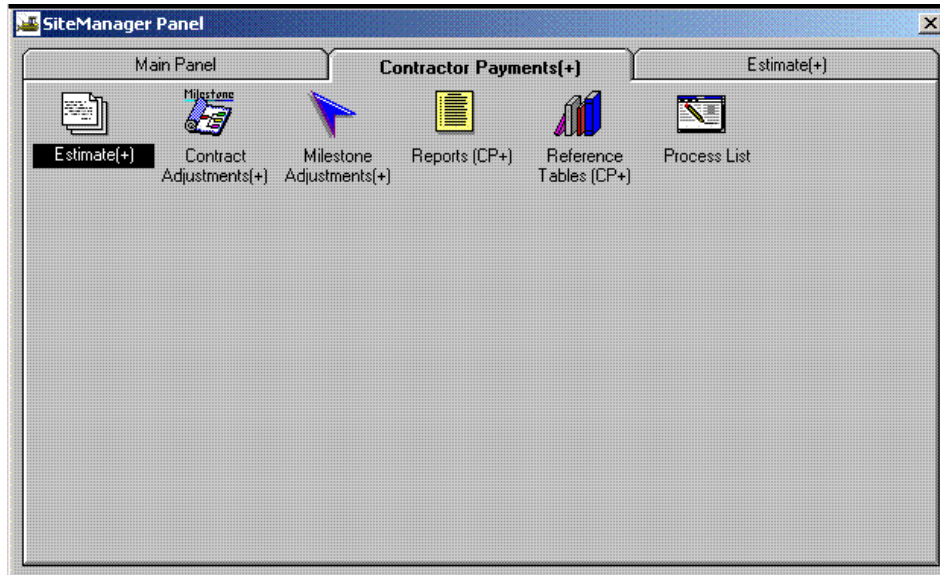 SiteManager Panel
Main Panel
Contractor Payments(+)
Estimate(+)
Milestone
Estimate(+)
Contract
Adjustments(+)
Milestone
Adjustments(+)
Reports (CP+)
Reference
Tables (CP+)
Process List